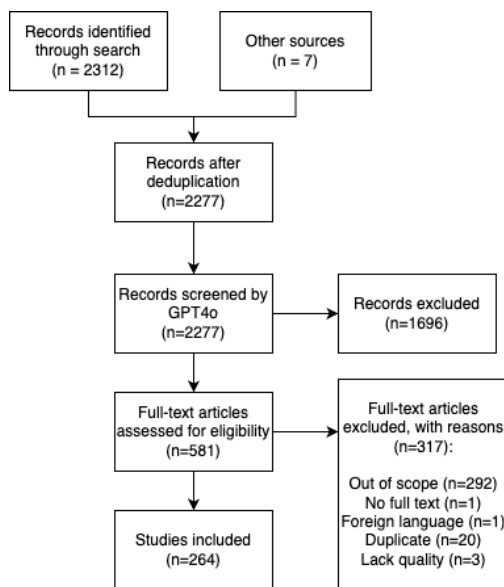 Records identified
through search
(n = 2312)
Other sources
(n = 7)
Records after
deduplication
(n=2277)
Records screened by
GPT4o
(n=2277)
Records excluded
(n=1696)
Full-text articles
assessed for eligibility
(n=581)
Full-text articles
excluded, with reasons
(n=317):
Out of scope (n=292)
No full text (n=1)
Foreign language (n=1)
Duplicate (n=20)
Lack quality (n=3)
Studies included
(n=264)